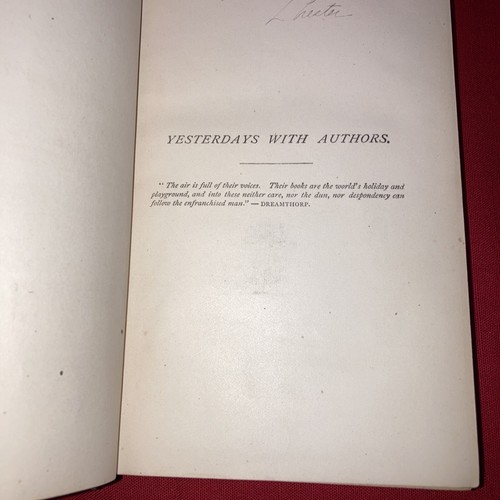 YESTERDAYS WITH AUTHORS.
"The air is full of their voices. Their books are the world's holiday and
playground, and into these neither care, nor the dun, nor despondency can
follow the enfranchised man." — DREAMTHORP.